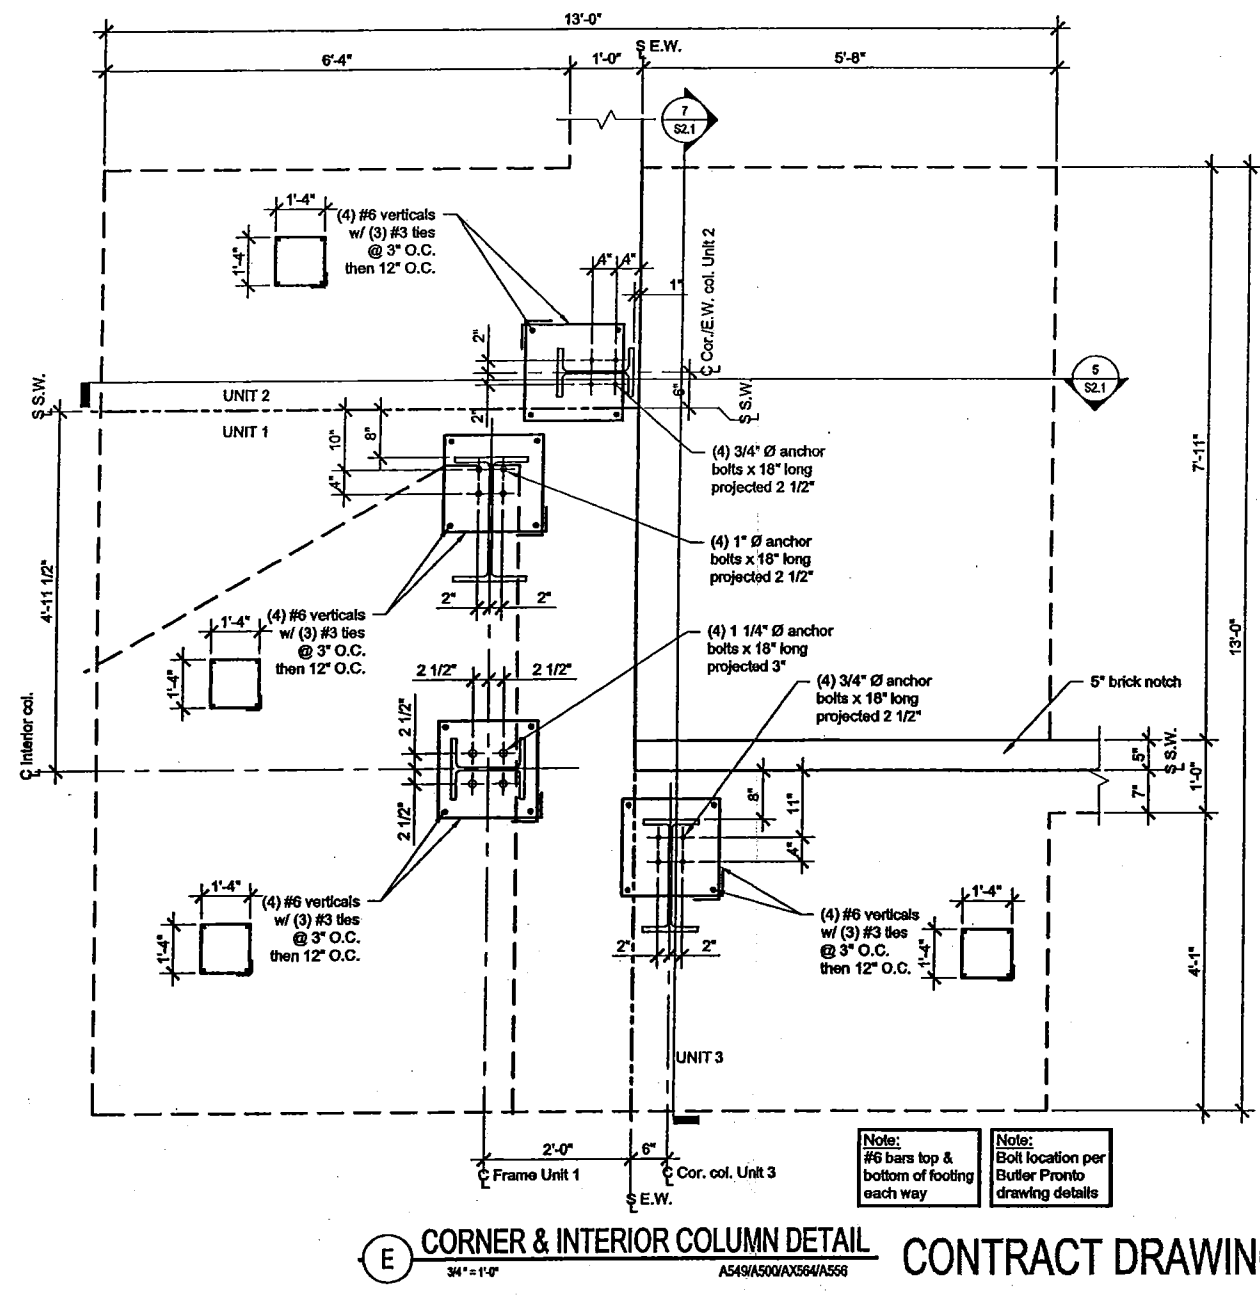 13'-0"
S E.W.
6'-4"
1'-0"
5'-8"
7
S2.1
1'-4"
(4) #6 verticals
w/ (3) #3 ties
@ 3" O.C.
then 12" O.C.
1'-4"
4"
4"
1"
C Cor./E.W. col. Unit 2
2"
2"
6"
5
S2.1
S S.W.
S S.W.
UNIT 2
UNIT 1
10"
8"
4"
(4) 3/4" Ø anchor
bolts x 18" long
projected 2 1/2"
7'-11"
(4) 1" Ø anchor
bolts x 18" long
projected 2 1/2"
4'-11 1/2"
2"
2"
1'-4"
(4) #6 verticals
w/ (3) #3 ties
@ 3" O.C.
then 12" O.C.
1'-4"
(4) 1 1/4" Ø anchor
bolts x 18" long
projected 3"
13'-0"
2 1/2"
2 1/2"
(4) 3/4" Ø anchor
bolts x 18" long
projected 2 1/2"
5" brick notch
C Interior col.
2 1/2"
2 1/2"
5"
S S.W.
7"
1'-0"
8"
11"
4"
1'-4"
(4) #6 verticals
w/ (3) #3 ties
@ 3" O.C.
then 12" O.C.
1'-4"
(4) #6 verticals
w/ (3) #3 ties
@ 3" O.C.
then 12" O.C.
1'-4"
1'-4"
2"
2"
4'-1"
UNIT 3
2'-0"
6"
C Frame Unit 1
C Cor. col. Unit 3
S E.W.
Note:
#6 bars top &
bottom of footing
each way
Note:
Bolt location per
Butler Pronto
drawing details
E
CORNER & INTERIOR COLUMN DETAIL
3/4" = 1'-0"
A549/A500/AX564/A556
CONTRACT DRAWIN